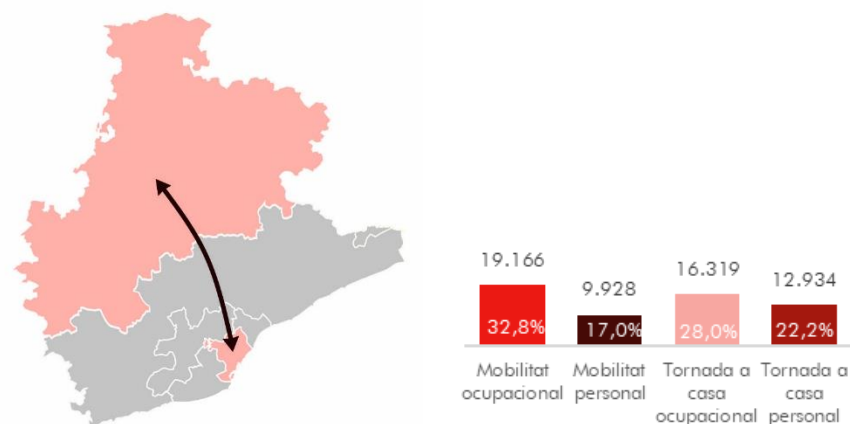 19.166
9.928
16.319
12.934
32,8%
17,0%
28,0%
22,2%
Mobilitat
ocupacional
Mobilitat
personal
Tornada a
casa
ocupacional
Tornada a
casa
personal